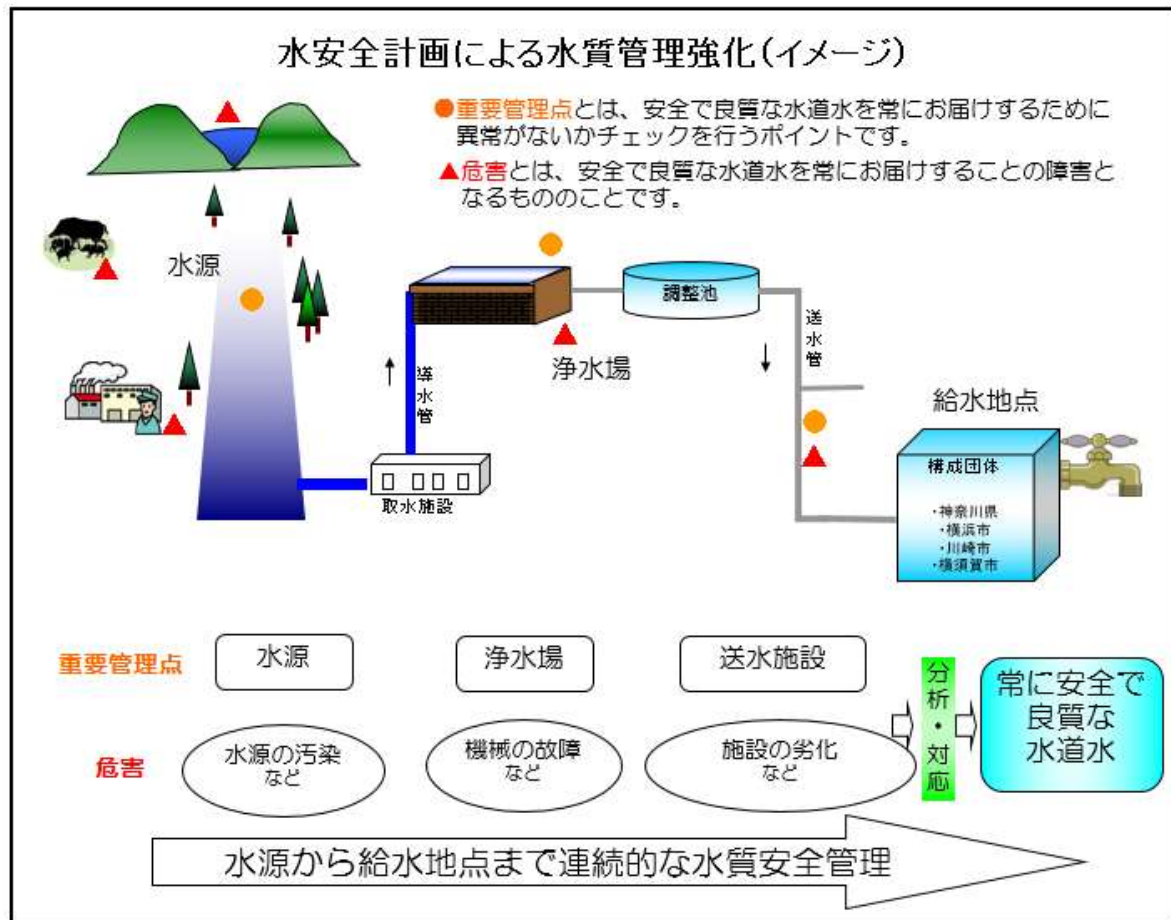 水安全計画による水質管理強化(イメージ)
●重要管理点とは、安全で良質な水道水を常にお届けするために
異常がないかチェックを行うポイントです。
▲危害とは、安全で良質な水道水を常にお届けすることの障害と
なるもののことです。
水源
調整池
送水管
浄水場
導水管
取水施設
給水地点
構成団体
・神奈川県
・横浜市
・川崎市
・横須賀市
重要管理点
水源
浄水場
送水施設
危害
水源の汚染
など
機械の故障
など
施設の劣化
など
分析・対応
常に安全で
良質な
水道水
水源から給水地点まで連続的な水質安全管理